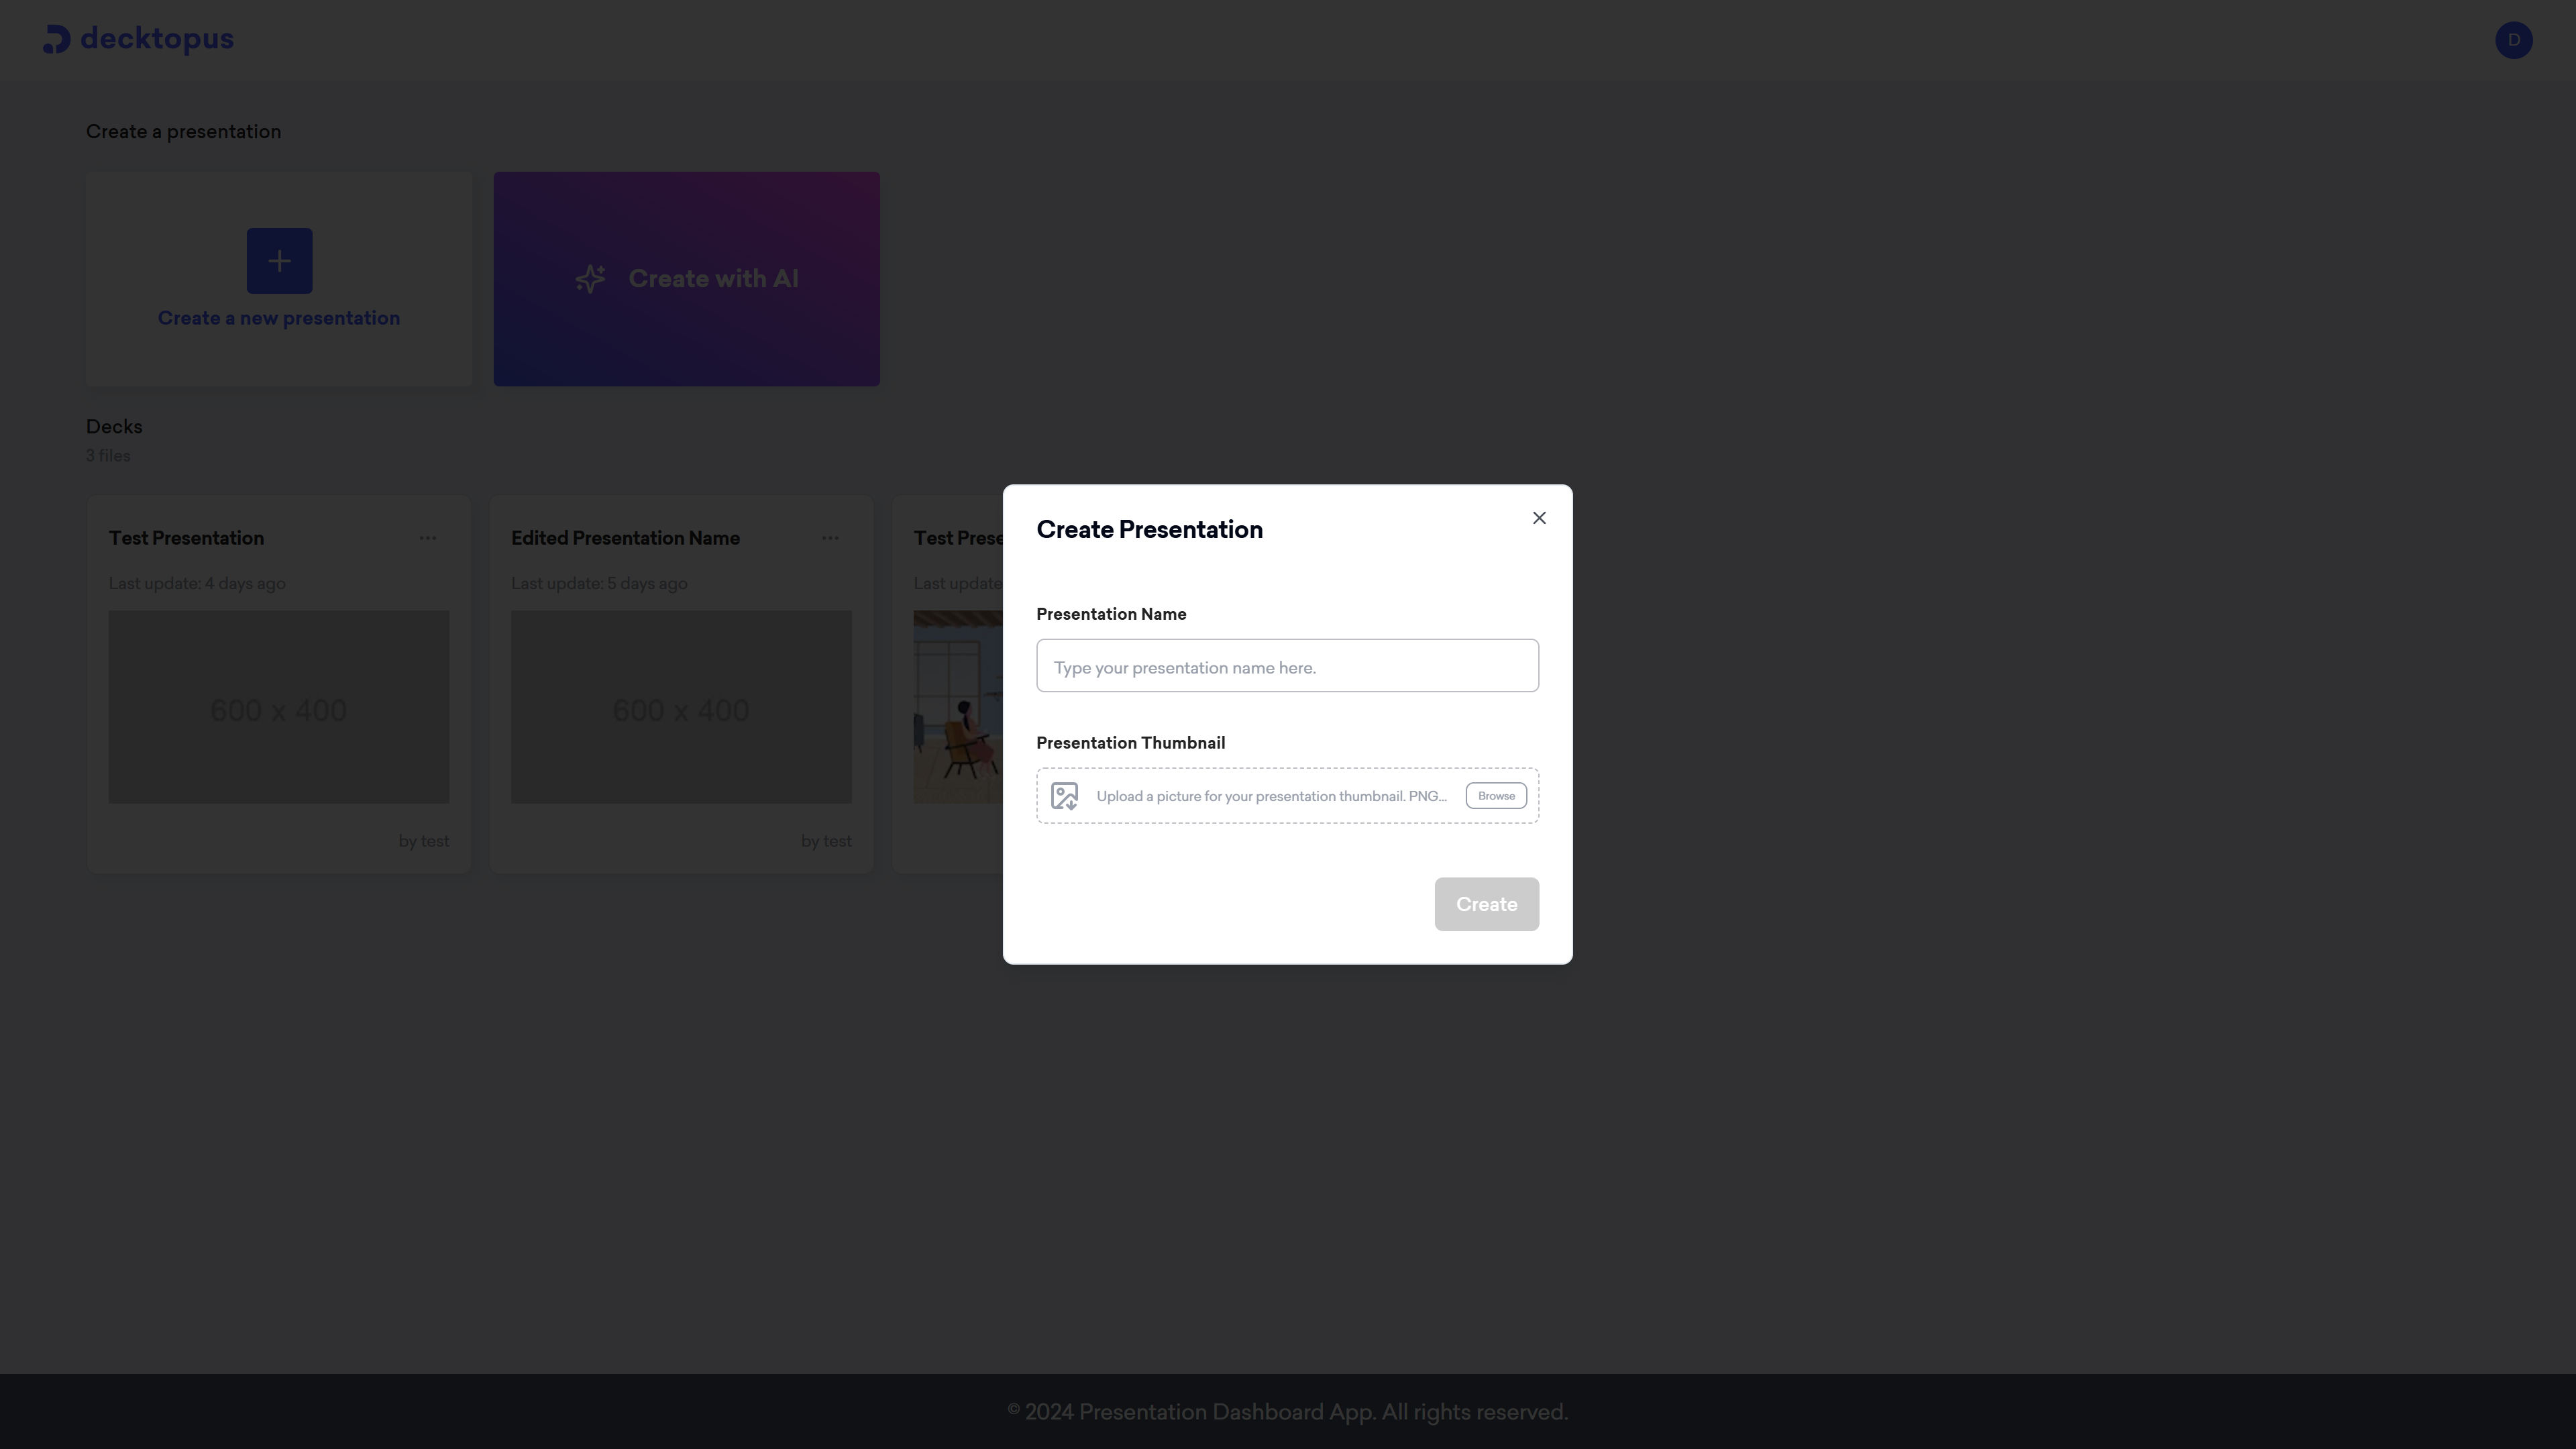 decktopus
D
Create a presentation
Create a new presentation
Create with AI
Decks
3 files
Test Presentation
Last update: 4 days ago
600 x 400
by test
Edited Presentation Name
Last update: 5 days ago
600 x 400
by test
Test Prese
Last update
Create Presentation
Presentation Name
Type your presentation name here.
Presentation Thumbnail
Upload a picture for your presentation thumbnail. PNG...
Browse
Create
© 2024 Presentation Dashboard App. All rights reserved.